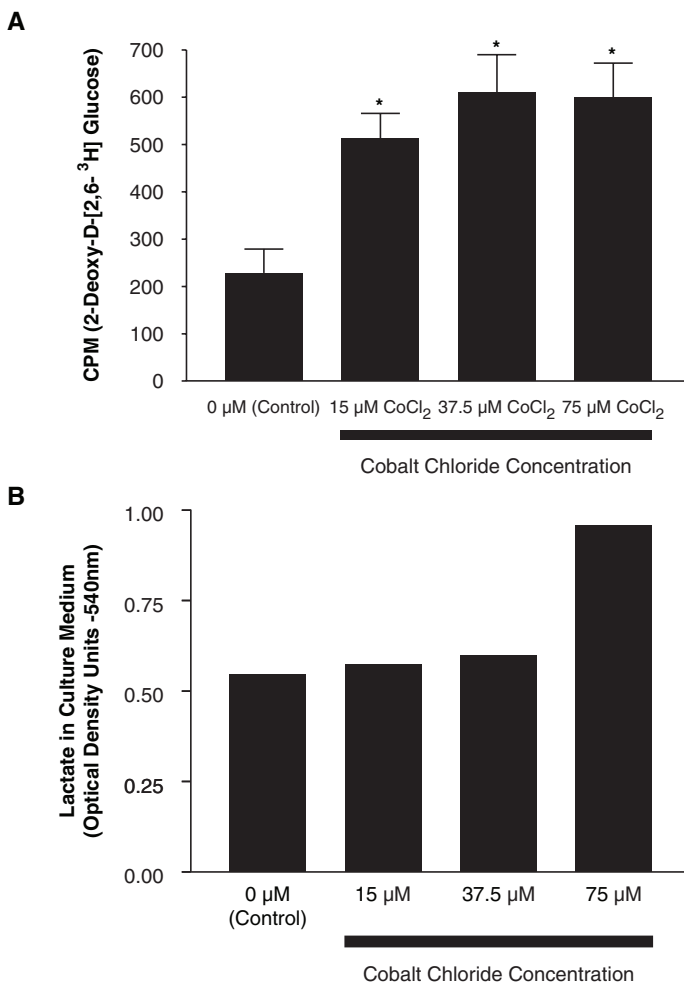 A
CPM (2-Deoxy-D-[2,6- ³H] Glucose)
700
600
500
400
300
200
100
0
*
*
*
0 µM (Control) 15 µM CoCl₂ 37.5 µM CoCl₂ 75 µM CoCl₂
Cobalt Chloride Concentration
B
Lactate in Culture Medium
(Optical Density Units -540nm)
1.00
0.75
0.50
0.25
0.00
0 µM 15 µM 37.5 µM 75 µM
(Control)
Cobalt Chloride Concentration